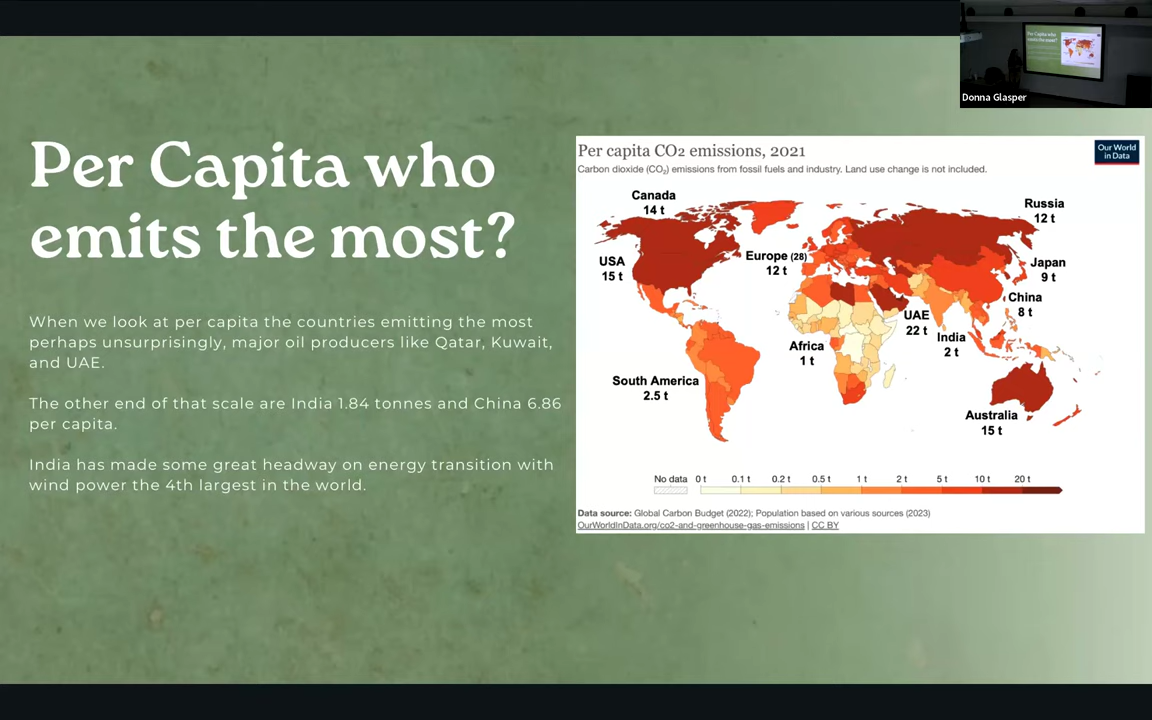 Per Capita who
emits the most?
When we look at per capita the countries emitting the most
perhaps unsurprisingly, major oil producers like Qatar, Kuwait,
and UAE.
The other end of that scale are India 1.84 tonnes and China 6.86
per capita.
India has made some great headway on energy transition with
wind power the 4th largest in the world.
Donna Glasper
Per capita CO₂ emissions, 2021
Our World
in Data
Carbon dioxide (CO₂) emissions from fossil fuels and industry. Land use change is not included.
Canada
14 t
Russia
12 t
USA
15 t
Europe (28)
12 t
Japan
9 t
China
8 t
UAE
22 t
India
2 t
Africa
1 t
South America
2.5 t
Australia
15 t
No data 0 t 0.1 t 0.2 t 0.5 t 1 t 2 t 5 t 10 t 20 t
Data source: Global Carbon Budget (2022); Population based on various sources (2023)
OurWorldInData.org/co2-and-greenhouse-gas-emissions | CC BY